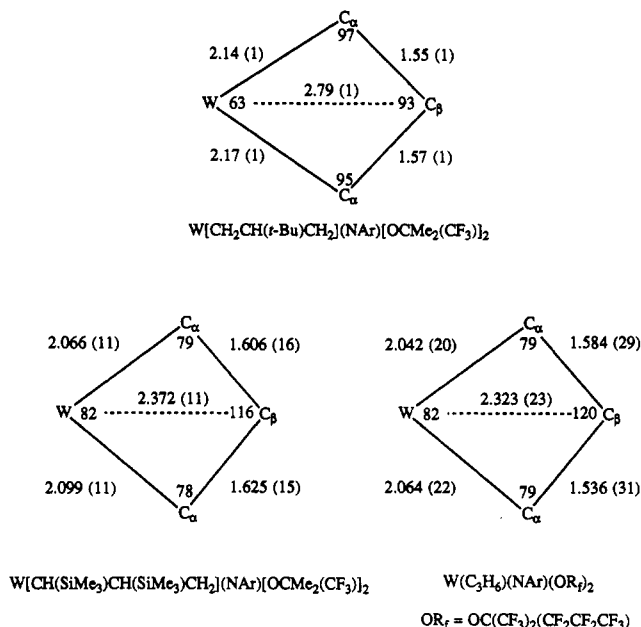 Cα
97
2.14 (1) 1.55 (1)
2.79 (1)
W 63 93 Cβ
2.17 (1) 1.57 (1)
95
Cα
W[CH2CH(t-Bu)CH2](NAr)[OCMe2(CF3)]2
Cα Cα
2.066 (11) 79 1.606 (16) 2.042 (20) 79 1.584 (29)
2.372 (11) 2.323 (23)
W 82 116 Cβ W 82 120 Cβ
2.099 (11) 78 1.625 (15) 2.064 (22) 79 1.536 (31)
Cα Cα
W[CH(SiMe3)CH(SiMe3)CH2](NAr)[OCMe2(CF3)]2 W(C3H6)(NAr)(ORf)2
ORf = OC(CF3)2(CF2CF2CF3)